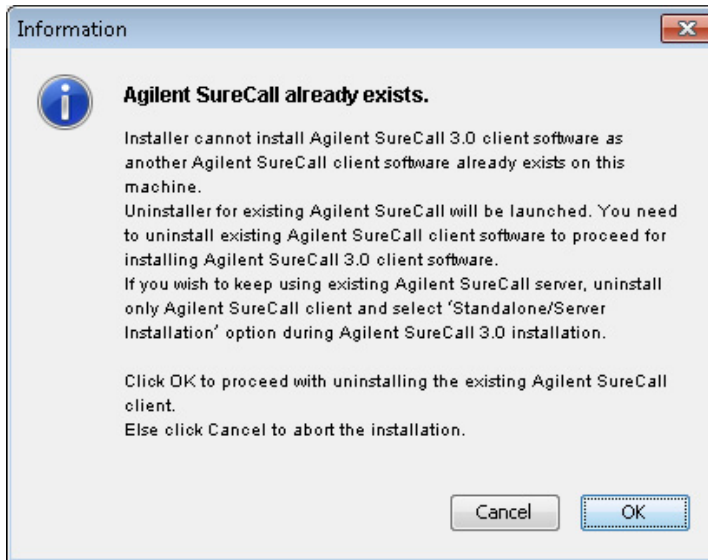 Information
Agilent SureCall already exists.
Installer cannot install Agilent SureCall 3.0 client software as
another Agilent SureCall client software already exists on this
machine.
Uninstaller for existing Agilent SureCall will be launched. You need
to uninstall existing Agilent SureCall client software to proceed for
installing Agilent SureCall 3.0 client software.
If you wish to keep using existing Agilent SureCall server, uninstall
only Agilent SureCall client and select ‘Standalone/Server
Installation’ option during Agilent SureCall 3.0 installation.
Click OK to proceed with uninstalling the existing Agilent SureCall
client.
Else click Cancel to abort the installation.
Cancel OK